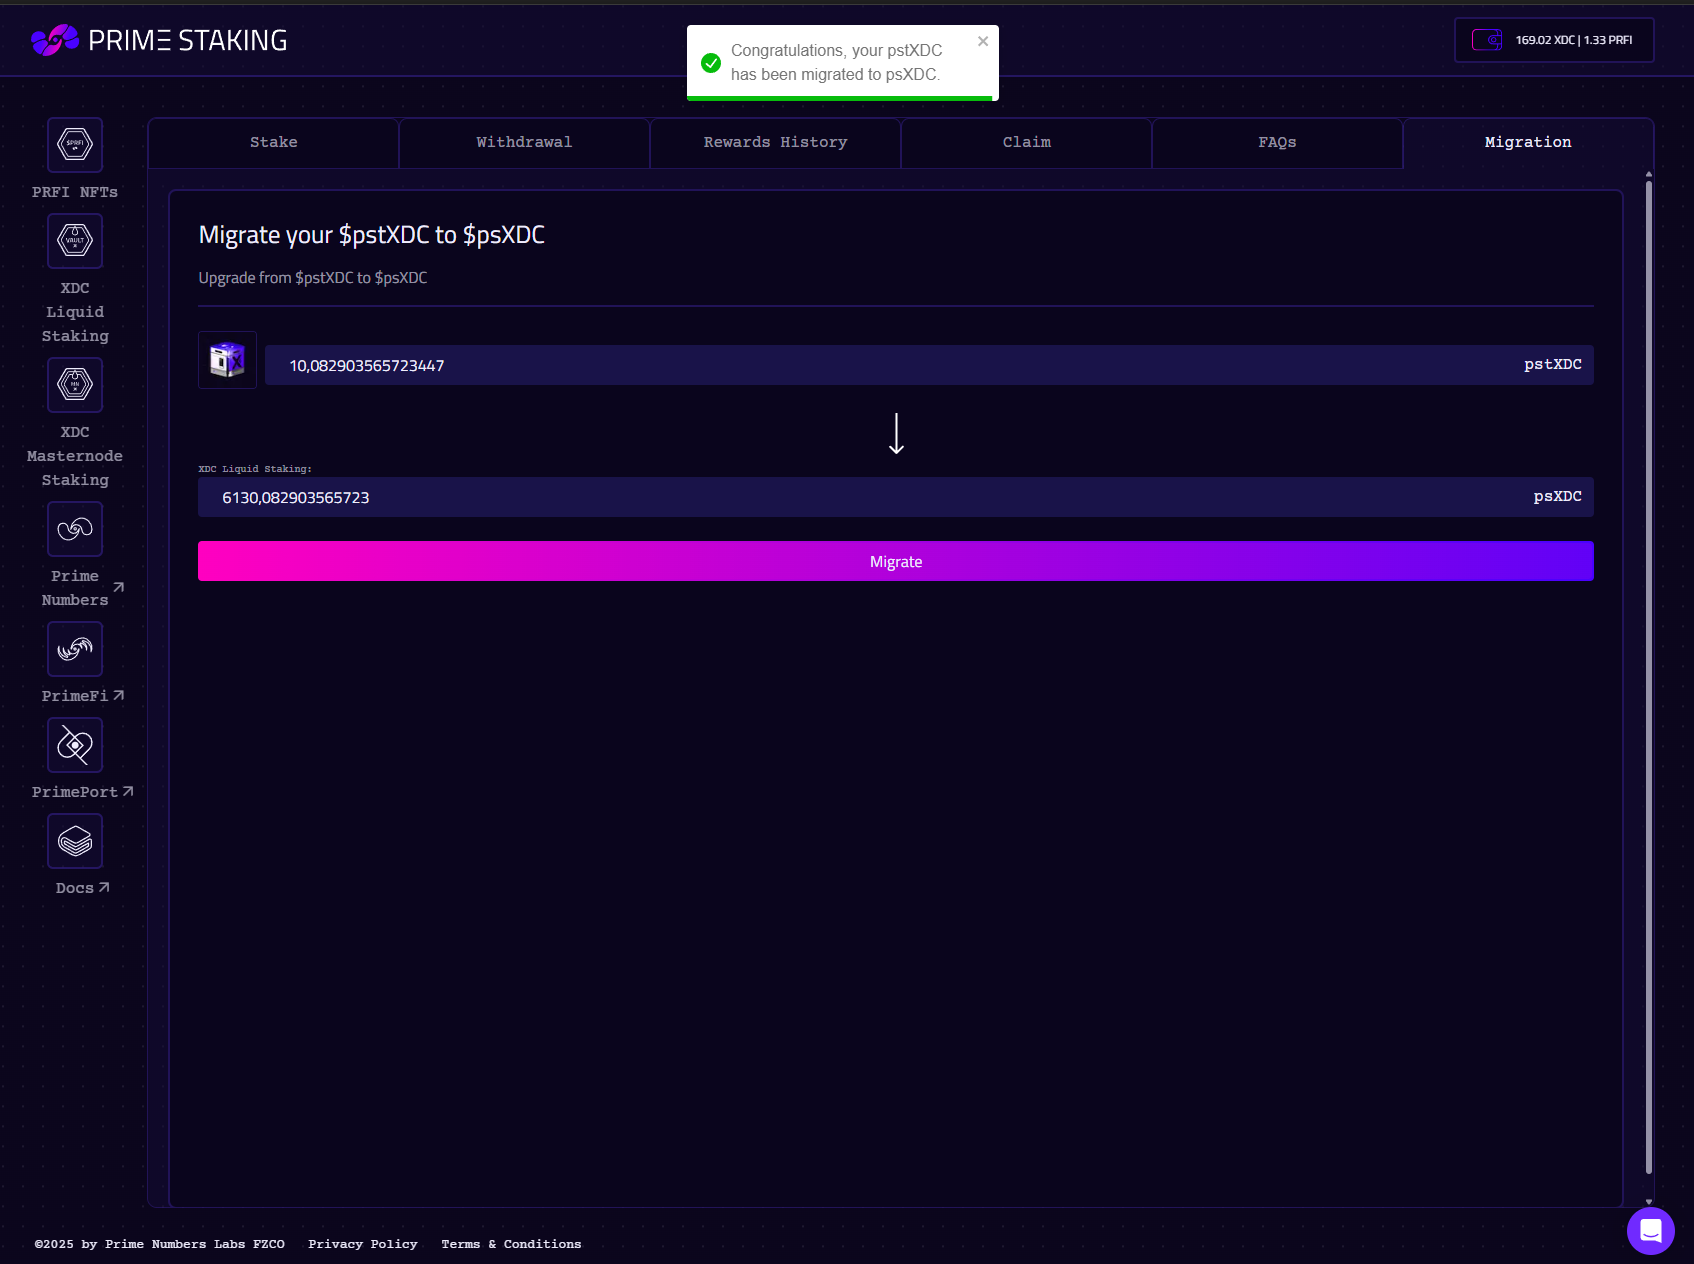 PRIME STAKING
Congratulations, your pstXDC
has been migrated to psXDC.
169.02 XDC | 1.33 PRFI
$PRFI
PRFI NFTs
VAULT
XDC
Liquid
Staking
MN
XDC
Masternode
Staking
Prime
Numbers
PrimeFi
PrimePort
Docs
Stake
Withdrawal
Rewards History
Claim
FAQs
Migration
Migrate your $pstXDC to $psXDC
Upgrade from $pstXDC to $psXDC
10,082903565723447
pstXDC
XDC Liquid Staking:
6130,082903565723
psXDC
Migrate
©2025 by Prime Numbers Labs FZCO
Privacy Policy
Terms & Conditions